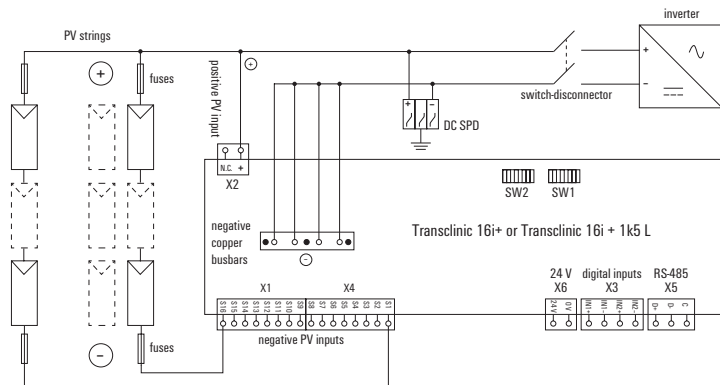 inverter
PV strings
+
fuses
positive PV input
+
+
−
switch-disconnector
+ −
DC SPD
N.C. +
X2
SW2 SW1
negative
copper
busbars
−
Transclinic 16i+ or Transclinic 16i + 1k5 L
X1 X4
24 V digital inputs RS-485
X6 X3 X5
S16 S15 S14 S13 S12 S11 S10 S9 S8 S7 S6 S5 S4 S3 S2 S1
24V 0V
IN1+ IN1- IN2+ IN2-
D+ D- C
negative PV inputs
−
fuses